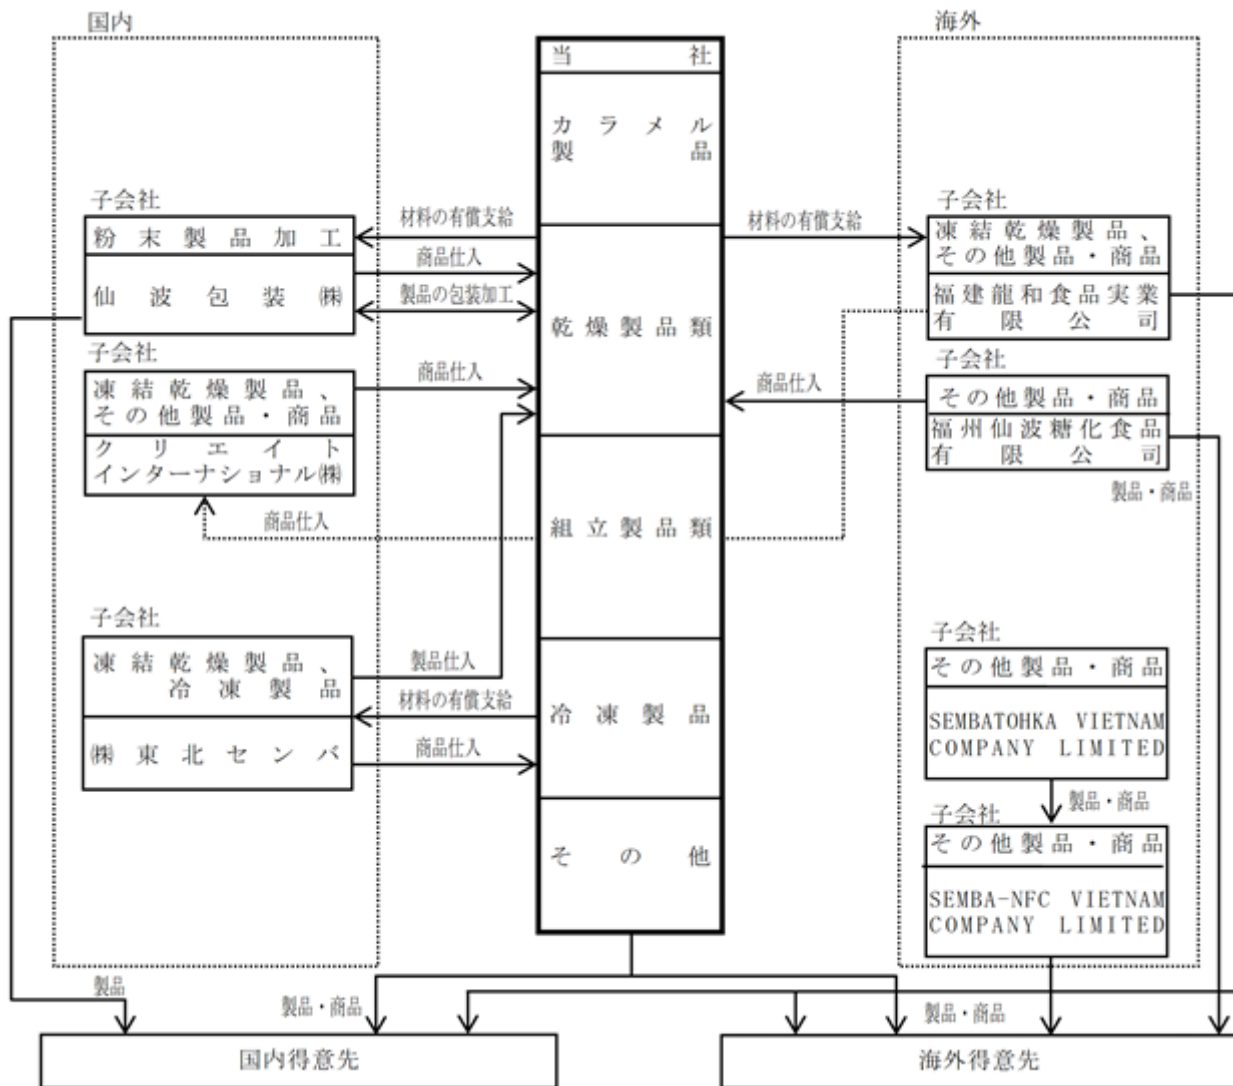 国内
海外
当社
カラメル
製品
乾燥製品類
組立製品類
冷凍製品
その他
子会社
粉末製品加工
仙波包装㈱
材料の有償支給
商品仕入
製品の包装加工
子会社
凍結乾燥製品、
その他製品・商品
クリエイト
インターナショナル㈱
商品仕入
商品仕入
子会社
凍結乾燥製品、
冷凍製品
㈱東北センバ
製品仕入
材料の有償支給
商品仕入
材料の有償支給
子会社
凍結乾燥製品、
その他製品・商品
福建龍和食品実業
有限公司
子会社
商品仕入
その他製品・商品
福州仙波糖化食品
有限公司
製品・商品
子会社
その他製品・商品
SEMBATOHKA VIETNAM
COMPANY LIMITED
製品・商品
子会社
その他製品・商品
SEMBA-NFC VIETNAM
COMPANY LIMITED
製品
製品・商品
製品・商品
国内得意先
海外得意先